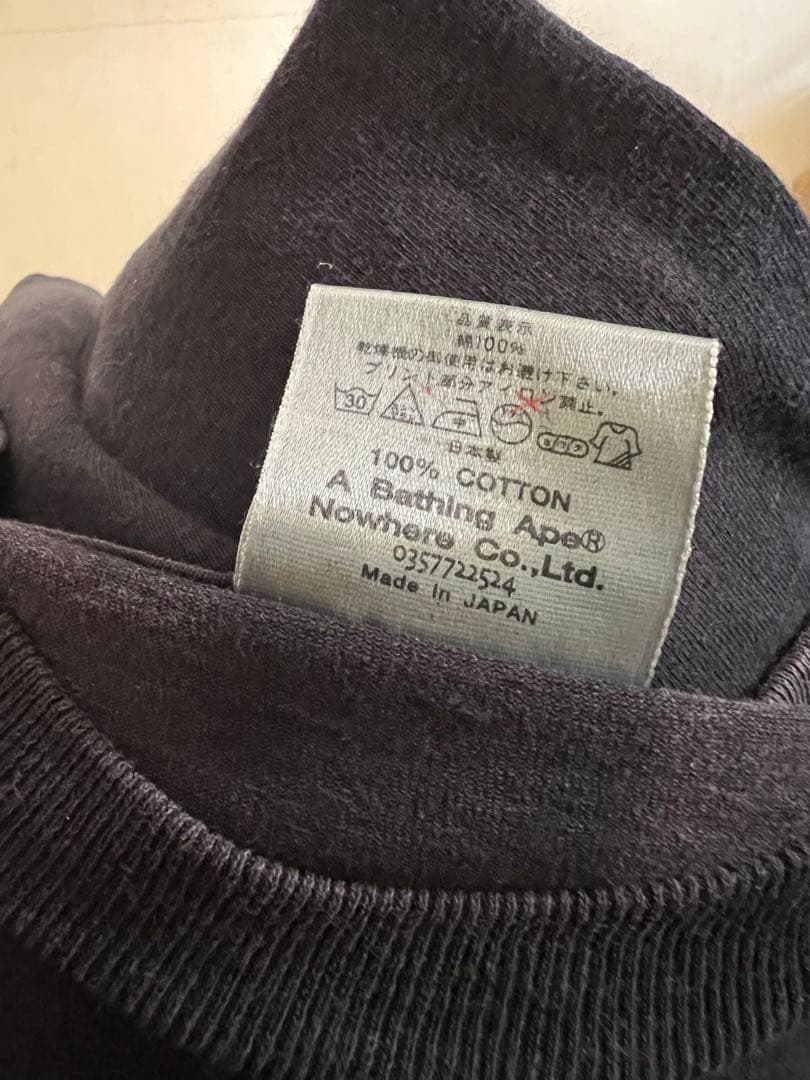 品質表示
綿100%
乾燥機の御使用はお避け下さい。
プリント部分アイロン禁止。
30 中
日本製
100% COTTON
A Bathing Ape®
Nowhere Co.,Ltd.
0357722524
Made in JAPAN